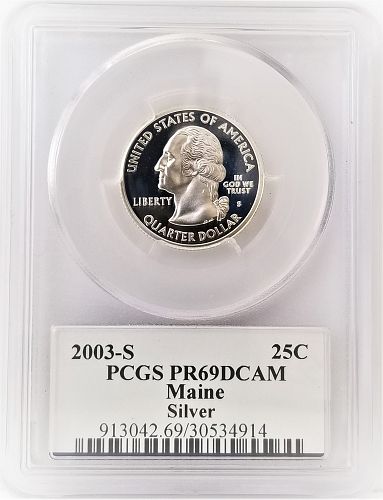 UNITED STATES OF AMERICA
LIBERTY
IN
GOD WE
TRUST
S
QUARTER DOLLAR
2003-S 25C
PCGS PR69DCAM
Maine
Silver
913042.69/30534914